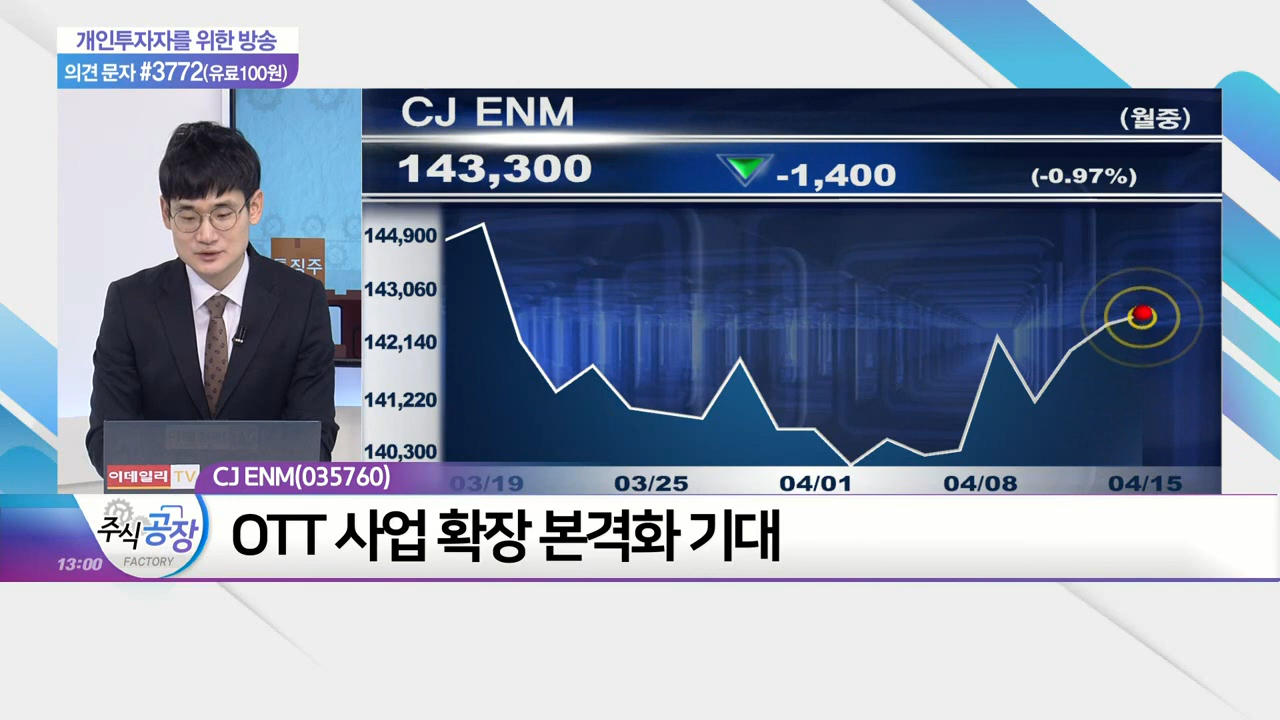 개인투자자를 위한 방송
의견 문자 #3772(유료100원)
CJ ENM
(월중)
143,300
-1,400
(-0.97%)
144,900
143,060
142,140
141,220
140,300
03/19
03/25
04/01
04/08
04/15
징주
이데일리TV
CJ ENM(035760)
주식공장
FACTORY
13:00
OTT 사업 확장 본격화 기대